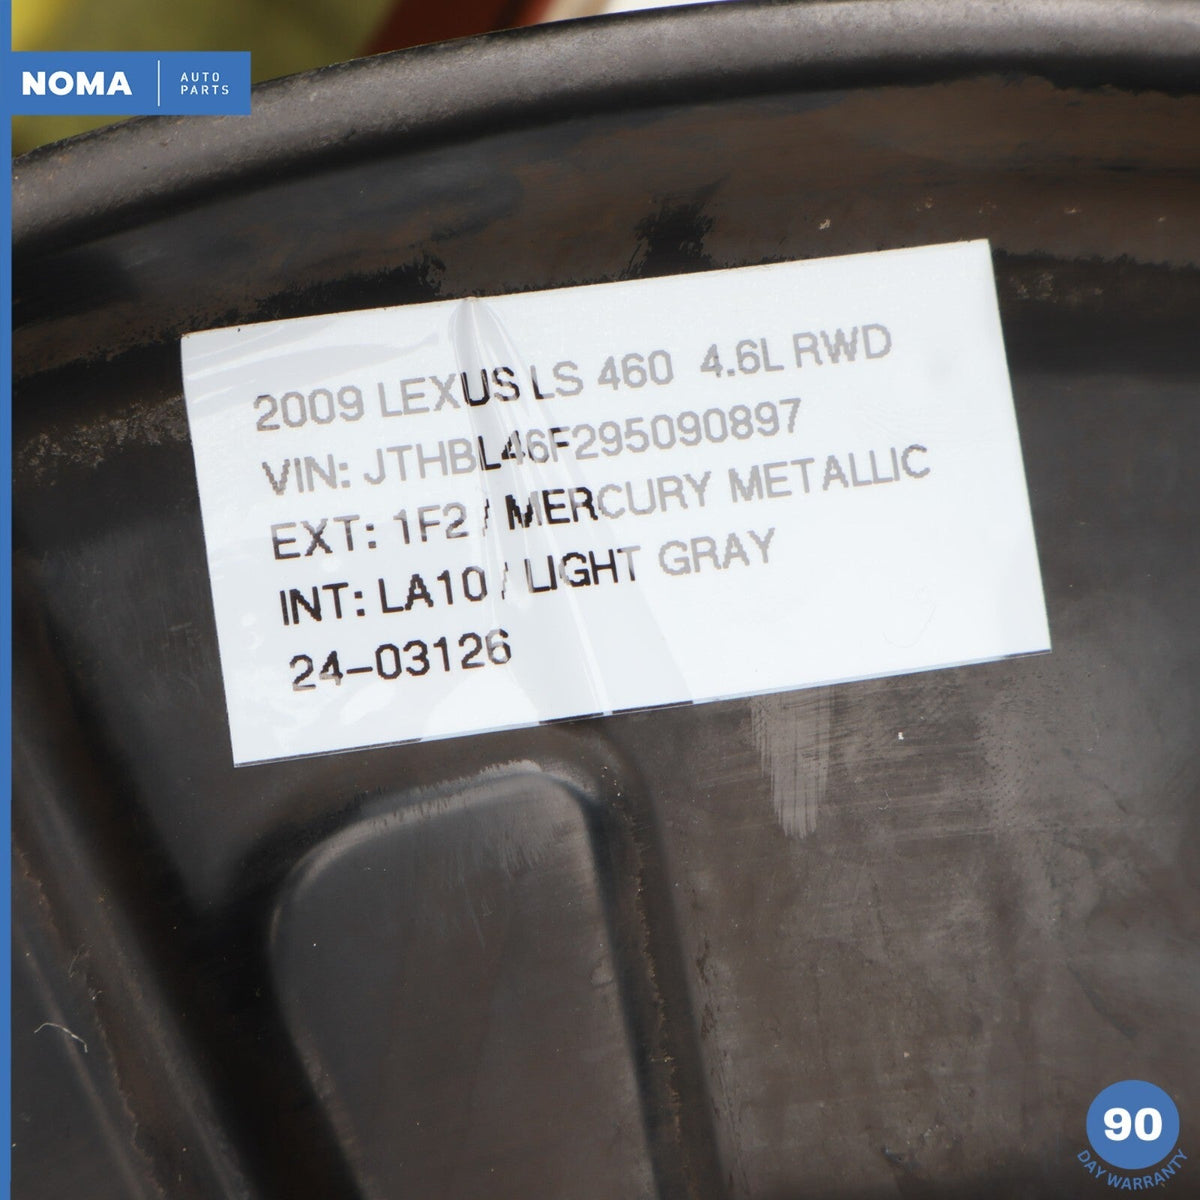 NOMA
AUTO
PARTS
2009 LEXUS LS 460 4.6L RWD
VIN: JTHBL46F295090897
EXT: 1F2 / MERCURY METALLIC
INT: LA10 / LIGHT GRAY
24-03126
90
DAY WARRANTY